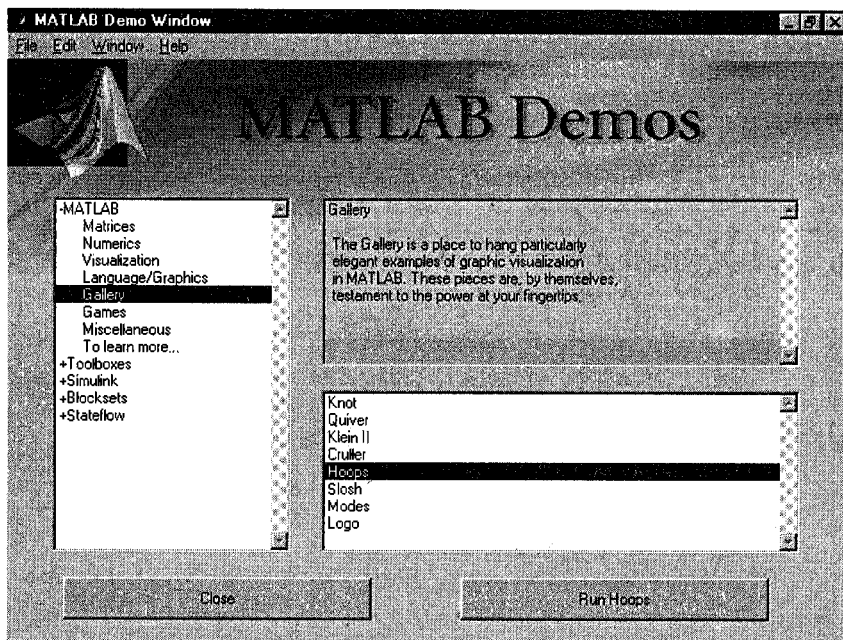 MATLAB Demo Window
File Edit Window Help
MATLAB Demos
-MATLAB
Matrices
Numerics
Visualization
Language/Graphics
Gallery
Games
Miscellaneous
To learn more...
+Toolboxes
+Simulink
+Blocksets
+Stateflow
Gallery
The Gallery is a place to hang particularly
elegant examples of graphic visualization
in MATLAB. These pieces are, by themselves,
testament to the power at your fingertips.
Knot
Quiver
Klein II
Cruller
Hoops
Slosh
Modes
Logo
Close
Run Hoops